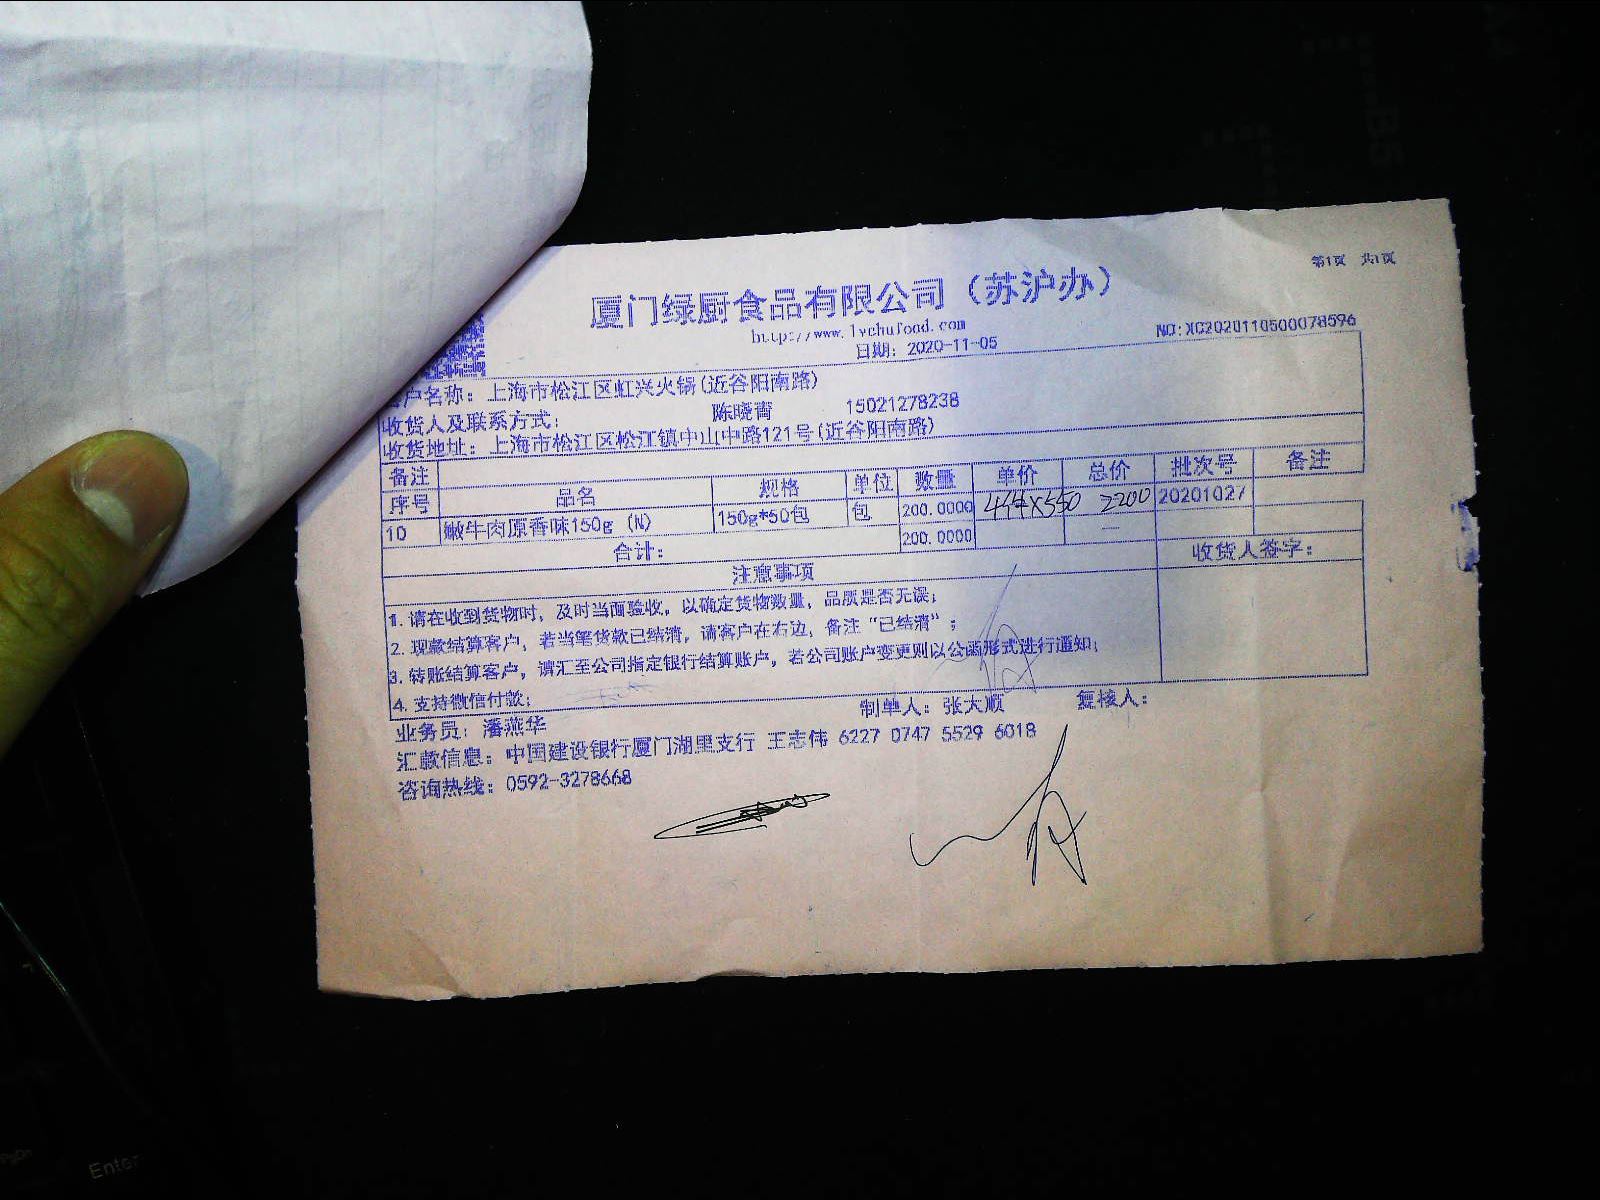 第1页 共1页
厦门绿厨食品有限公司（苏沪办）
http://www.lvchufood.com
日期: 2020-11-05
NO:XC2020110500078596
户名称: 上海市松江区虹兴火锅(近谷阳南路)
收货人及联系方式: 陈晓菁 15021278238
收货地址: 上海市松江区松江镇中山中路121号(近谷阳南路)
备注
序号 品名 规格 单位 数量 单价 总价 批次号 备注
10 嫩牛肉原香味150g (N) 150g*50包 包 200.0000 2200 20201027
合计: 200.0000
注意事项 收货人签字:
1. 请在收到货物时, 及时当面验收, 以确定货物数量, 品质是否无误;
2. 现款结算客户, 若当笔货款已结清, 请客户在右边, 备注“已结清”;
3. 转账结算客户, 请汇至公司指定银行结算账户, 若公司账户变更则以公函形式进行通知;
4. 支持微信付款;
业务员: 潘燕华 制单人: 张大顺 复核人:
汇款信息: 中国建设银行厦门湖里支行 王志伟 6227 0747 5529 6018
咨询热线: 0592-3278668
Enter